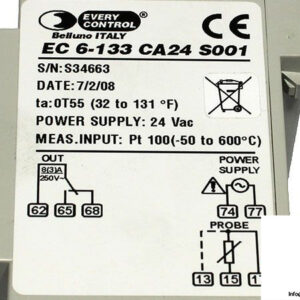 EVERY
CONTROL
Belluno ITALY
EC 6-133 CA24 S001
S/N: S34663
DATE: 7/2/08
ta:0T55 (32 to 131 °F)
POWER SUPPLY: 24 Vac
MEAS.INPUT: Pt 100(-50 to 600°C)
OUT
8(3)A
250V~
POWER
SUPPLY
62 65 68
74 77
PROBE
13 15